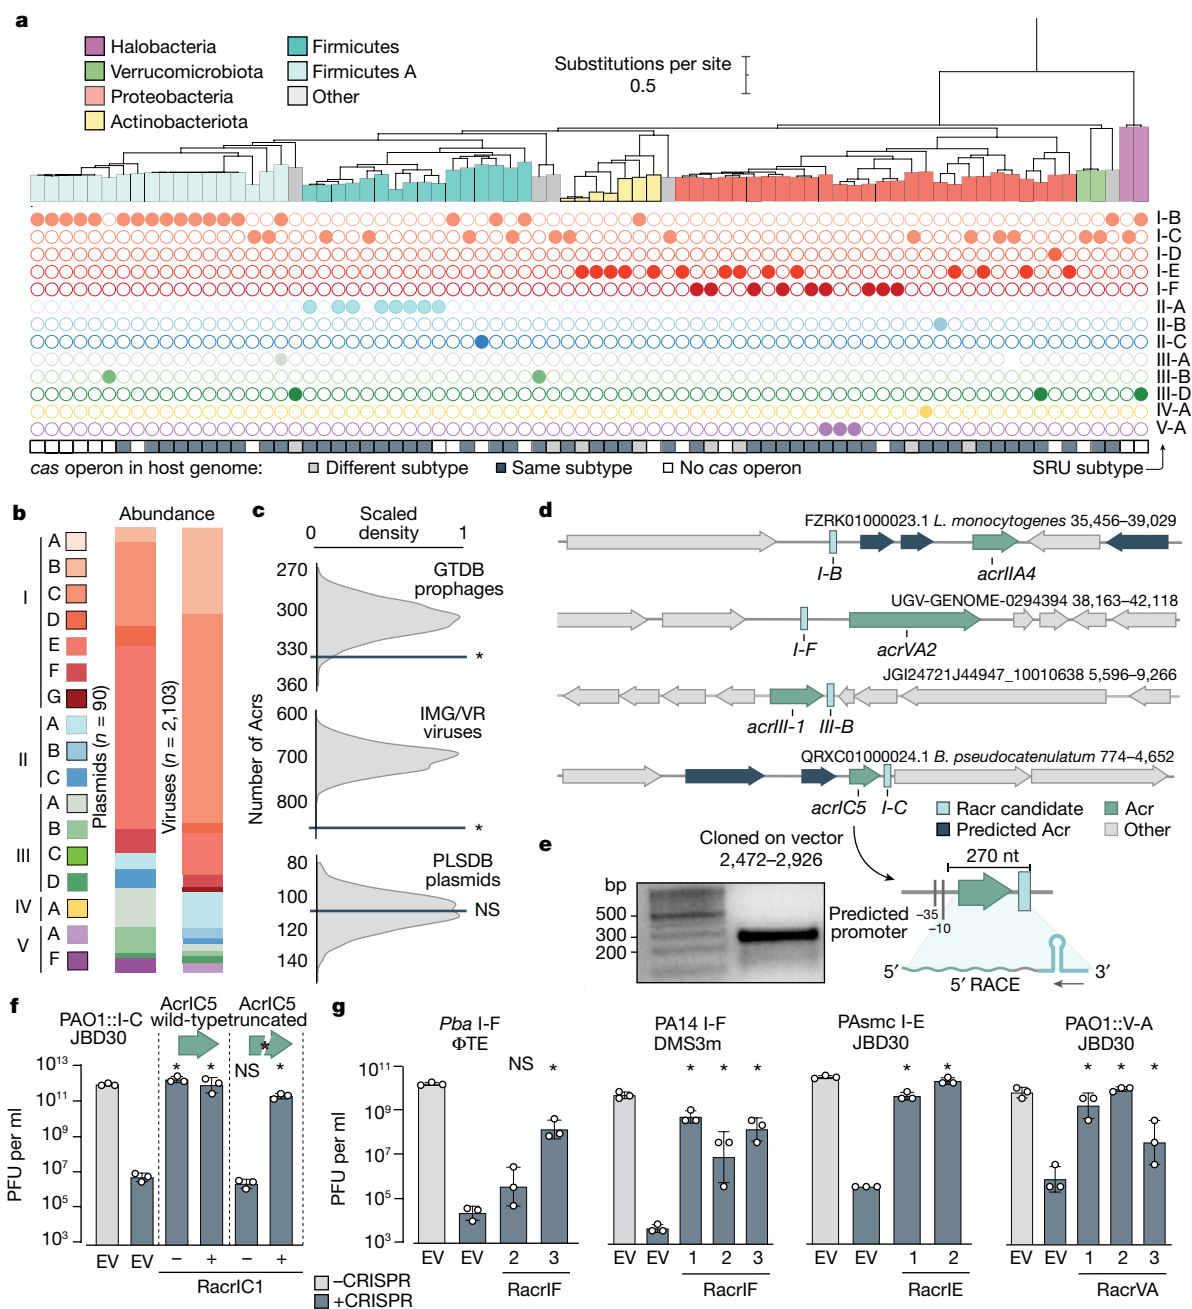 a
Halobacteria
Verrucomicrobiota
Proteobacteria
Actinobacteriota
Firmicutes
Firmicutes A
Other
Substitutions per site
0.5
I-B
I-C
I-D
I-E
I-F
II-A
II-B
II-C
III-A
III-B
III-D
IV-A
V-A
cas operon in host genome:
Different subtype
Same subtype
No cas operon
SRU subtype
b
Abundance
I
A
B
C
D
E
F
G
II
A
B
C
III
A
B
C
D
IV
A
V
A
F
Plasmids (n = 90)
Viruses (n = 2,103)
c
Scaled
density
0
1
Number of Acrs
270
300
330
360
GTDB
prophages
*
600
700
800
IMG/VR
viruses
*
80
100
120
140
PLSDB
plasmids
NS
d
FZRK01000023.1 L. monocytogenes 35,456–39,029
I-B
acrIIA4
UGV-GENOME-0294394 38,163–42,118
I-F
acrVA2
JGI24721J44947_10010638 5,596–9,266
acrIII-1
III-B
QRXC01000024.1 B. pseudocatenulatum 774–4,652
acrIC5
I-C
Racr candidate
Acr
Predicted Acr
Other
e
Cloned on vector
2,472–2,926
bp
500
300
200
270 nt
Predicted
promoter
–35
–10
5′
3′
5′ RACE
f
PAO1::I-C
JBD30
AcrIC5
wild-type
AcrIC5
truncated
*
* *
NS *
PFU per ml
10¹³
10¹¹
10⁹
10⁷
10⁵
10³
EV EV – + – +
RacrIC1
–CRISPR
+CRISPR
g
Pba I-F
ΦTE
NS *
PFU per ml
10¹¹
10⁹
10⁷
10⁵
10³
EV EV 2 3
RacrIF
PA14 I-F
DMS3m
* * *
EV EV 1 2 3
RacrIF
PAsmc I-E
JBD30
* *
EV EV 1 2
RacrIE
PAO1::V-A
JBD30
* * *
EV EV 1 2 3
RacrVA